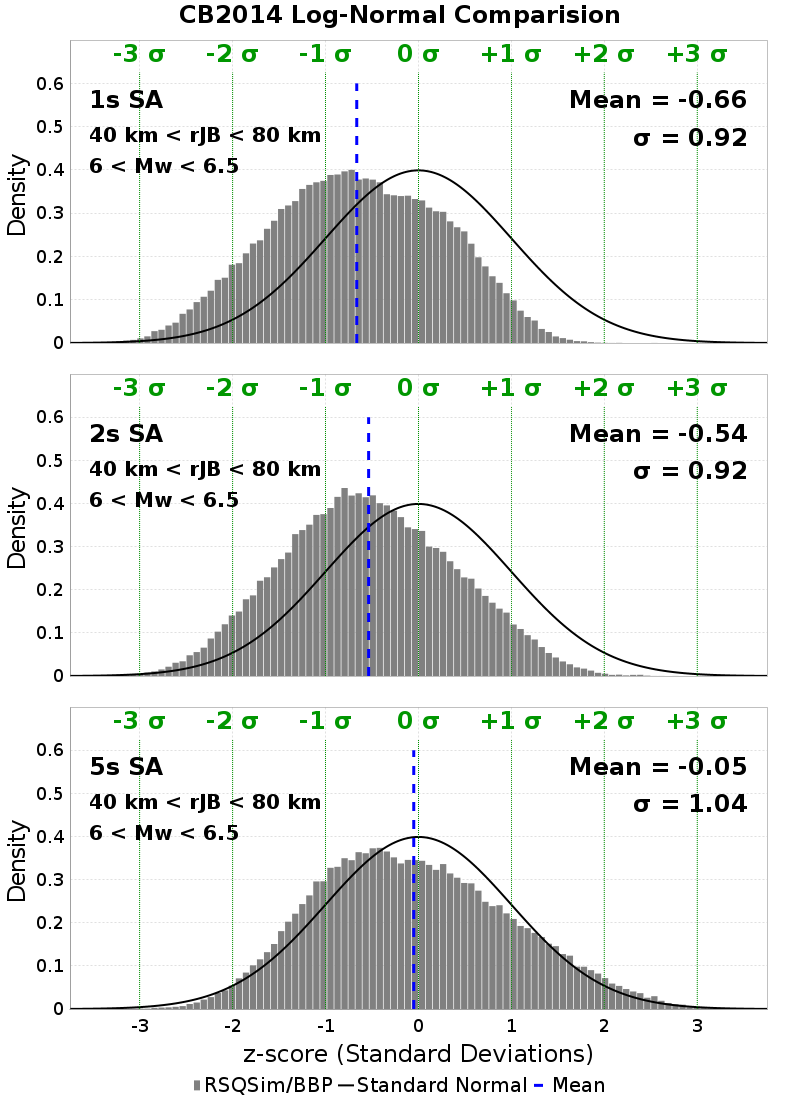 CB2014 Log-Normal Comparision
-3 σ -2 σ -1 σ 0 σ +1 σ +2 σ +3 σ
0.6
1s SA Mean = -0.66
0.5
40 km < rJB < 80 km σ = 0.92
6 < Mw < 6.5
0.4
Density
0.3
0.2
0.1
0
-3 σ -2 σ -1 σ 0 σ +1 σ +2 σ +3 σ
0.6
2s SA Mean = -0.54
0.5
40 km < rJB < 80 km σ = 0.92
6 < Mw < 6.5
0.4
Density
0.3
0.2
0.1
0
-3 σ -2 σ -1 σ 0 σ +1 σ +2 σ +3 σ
0.6
5s SA Mean = -0.05
0.5
40 km < rJB < 80 km σ = 1.04
6 < Mw < 6.5
0.4
Density
0.3
0.2
0.1
0
-3 -2 -1 0 1 2 3
z-score (Standard Deviations)
RSQSim/BBP Standard Normal Mean